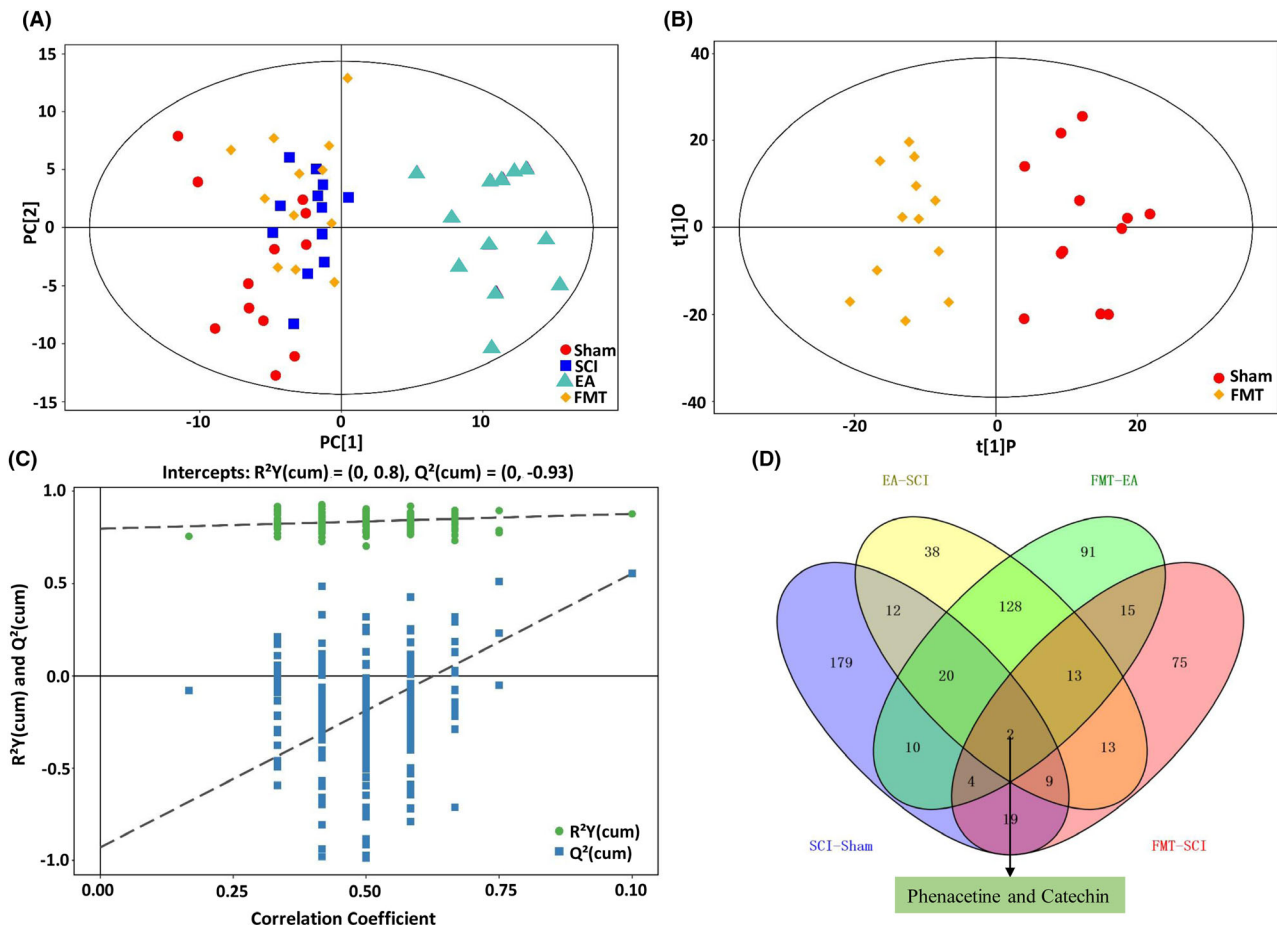 (A)
15
10
5
0
-5
-10
-15
PC[2]
-10
0
10
PC[1]
Sham
SCI
EA
FMT
(B)
40
20
0
-20
-40
t[1]O
-20
0
20
t[1]P
Sham
FMT
(C)
Intercepts: R²Y(cum) = (0, 0.8), Q²(cum) = (0, -0.93)
1.0
0.5
0.0
-0.5
-1.0
R²Y(cum) and Q²(cum)
0.00
0.25
0.50
0.75
0.10
Correlation Coefficient
R²Y(cum)
Q²(cum)
(D)
EA-SCI
FMT-EA
38
91
12
128
15
179
20
13
75
2
10
13
4
9
19
SCI-Sham
FMT-SCI
Phenacetine and Catechin